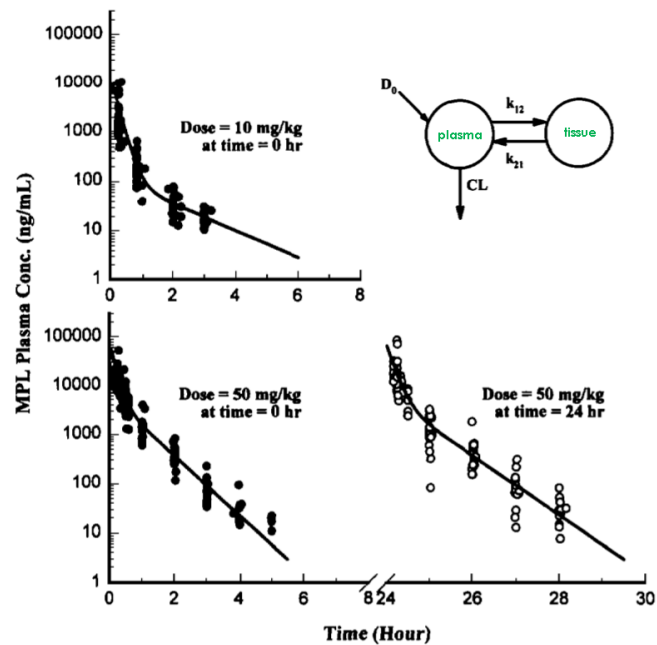 MPL Plasma Conc. (ng/mL)
100000
10000
1000
100
10
1
0
2
4
6
8
Dose = 10 mg/kg
at time = 0 hr
D0
plasma
k12
k21
tissue
CL
100000
10000
1000
100
10
1
0
2
4
6
8
Dose = 50 mg/kg
at time = 0 hr
24
26
28
30
Dose = 50 mg/kg
at time = 24 hr
Time (Hour)